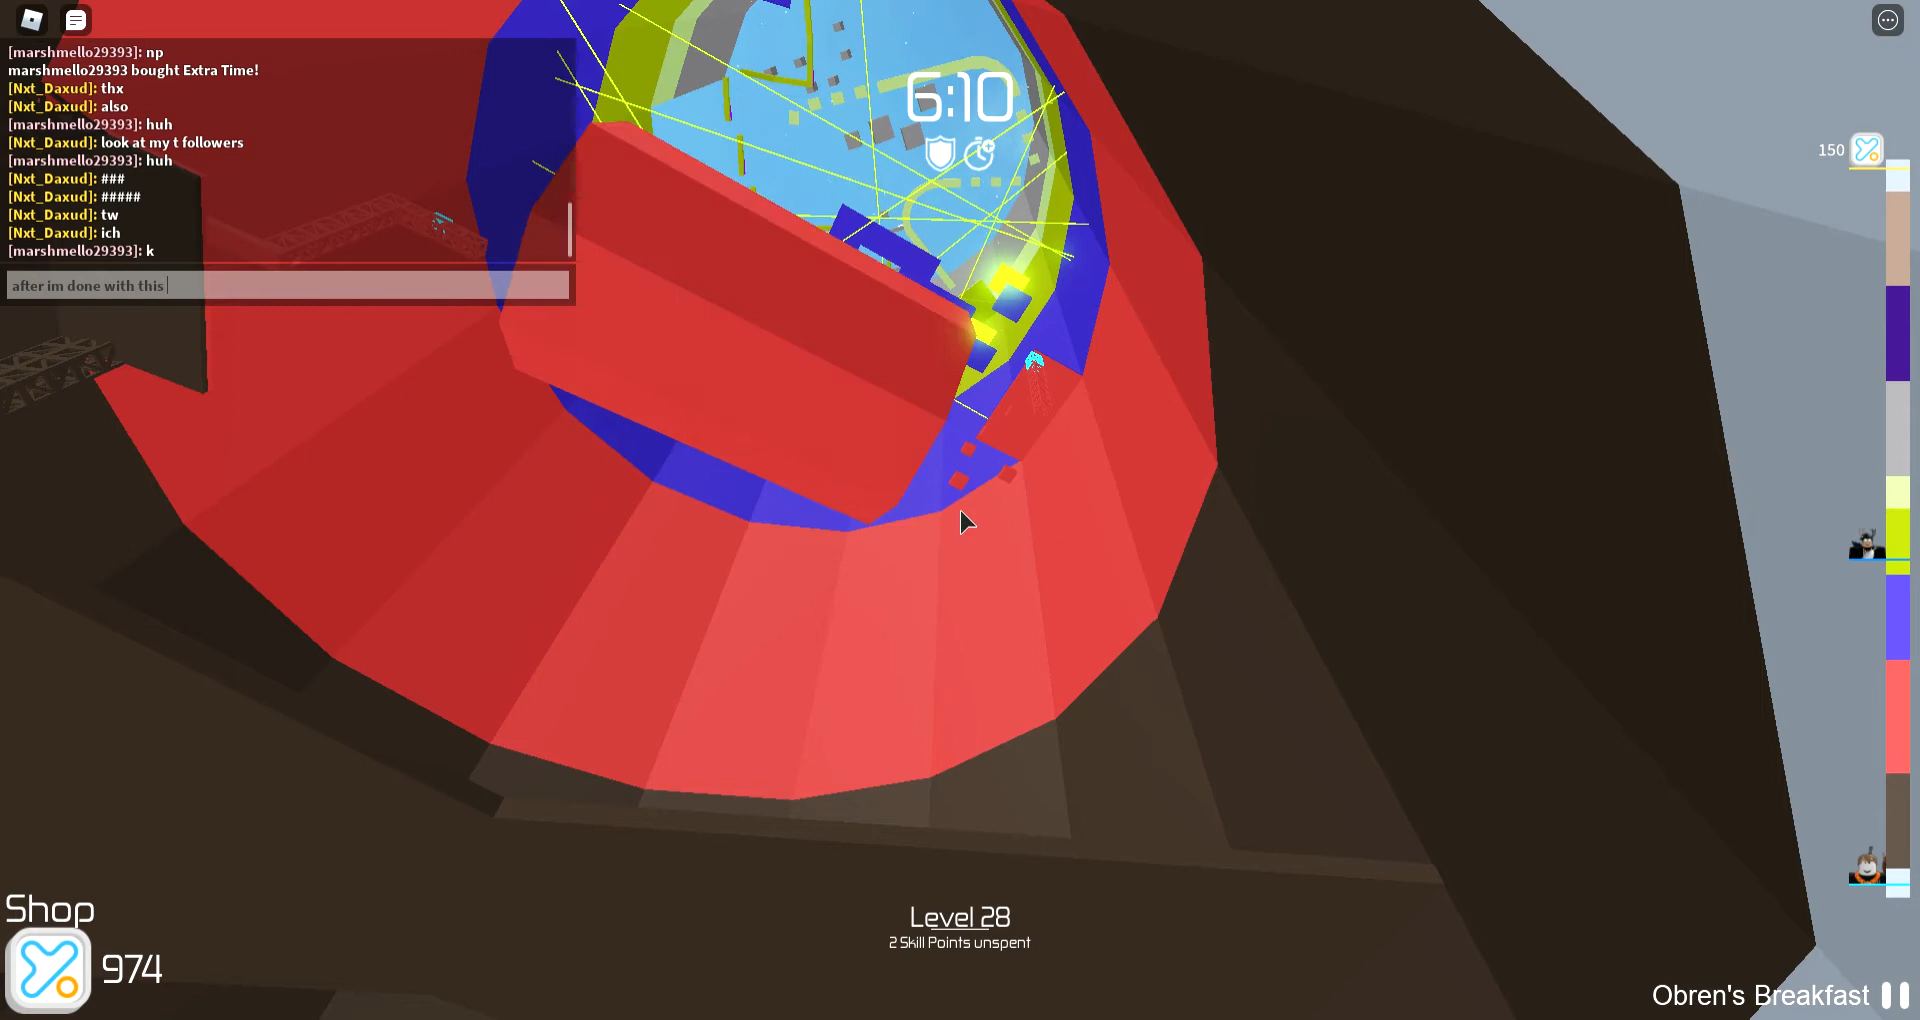 [marshmello29393]: np
marshmello29393 bought Extra Time!
[Nxt_Daxud]: thx
[Nxt_Daxud]: also
[marshmello29393]: huh
[Nxt_Daxud]: look at my t followers
[marshmello29393]: huh
[Nxt_Daxud]: ###
[Nxt_Daxud]: #####
[Nxt_Daxud]: tw
[Nxt_Daxud]: ich
[marshmello29393]: k
after im done with this
6:10
150
Shop
974
Level 28
2 Skill Points unspent
Obren's Breakfast